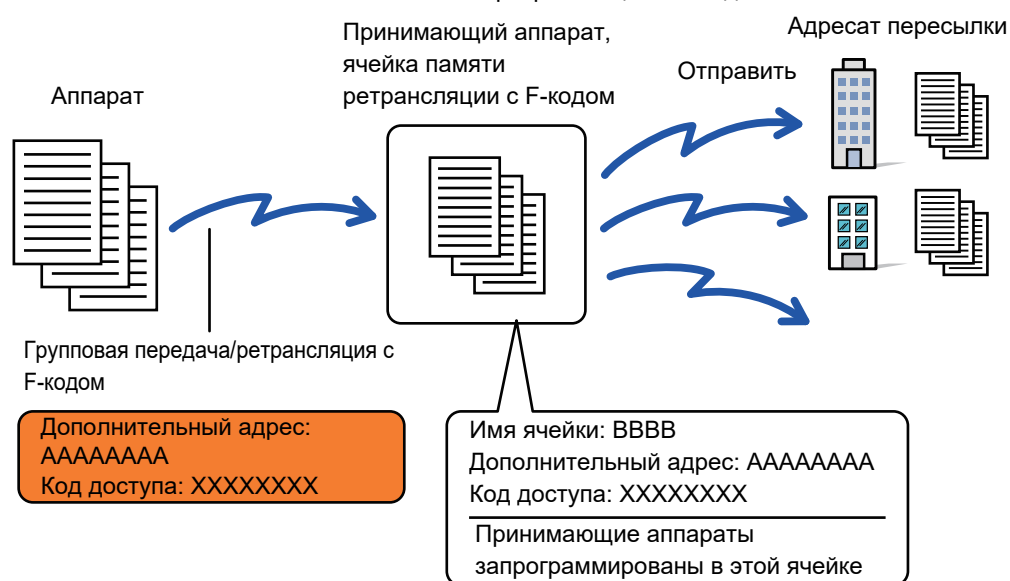 Адресат пересылки
Принимающий аппарат,
ячейка памяти
ретрансляции с F-кодом
Отправить
Аппарат
Групповая передача/ретрансляция с
F-кодом
Дополнительный адрес:
AAAAAAAA
Код доступа: XXXXXXXX
Имя ячейки: BBBB
Дополнительный адрес: AAAAAAAA
Код доступа: XXXXXXXX
Принимающие аппараты
запрограммированы в этой ячейке